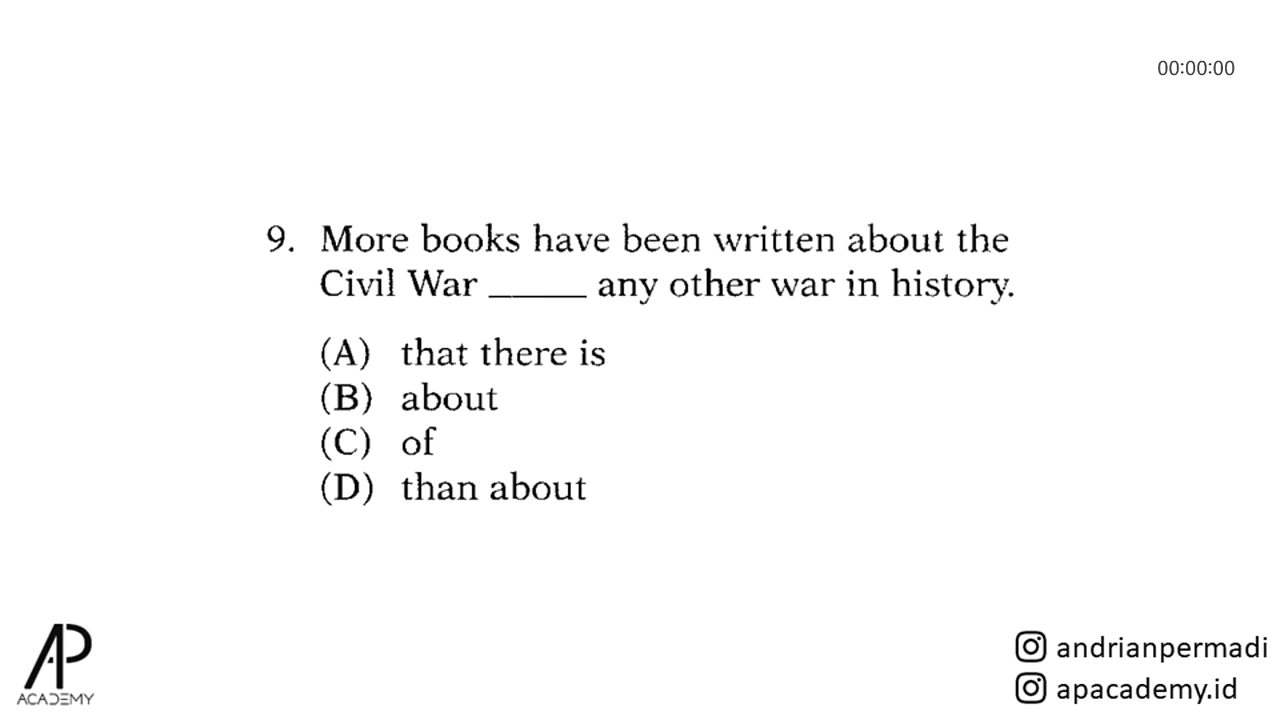 00:00:00
9. More books have been written about the
Civil War _____ any other war in history.
(A) that there is
(B) about
(C) of
(D) than about
AP
ACADEMY
andrianpermadi
apacademy.id